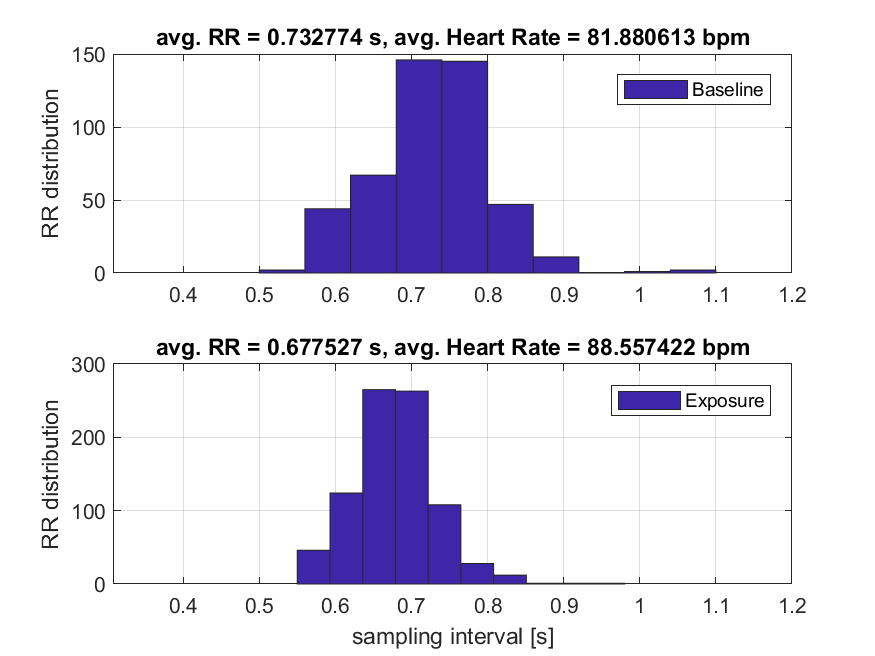 avg. RR = 0.732774 s, avg. Heart Rate = 81.880613 bpm
150
100
50
0
RR distribution
Baseline
0.4 0.5 0.6 0.7 0.8 0.9 1 1.1 1.2
avg. RR = 0.677527 s, avg. Heart Rate = 88.557422 bpm
300
200
100
0
RR distribution
Exposure
0.4 0.5 0.6 0.7 0.8 0.9 1 1.1 1.2
sampling interval [s]